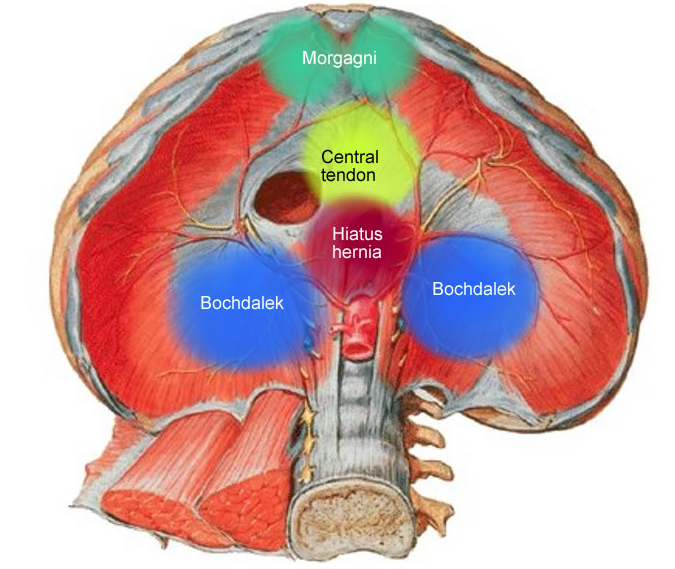 Morgagni
Central
tendon
Hiatus
hernia
Bochdalek
Bochdalek